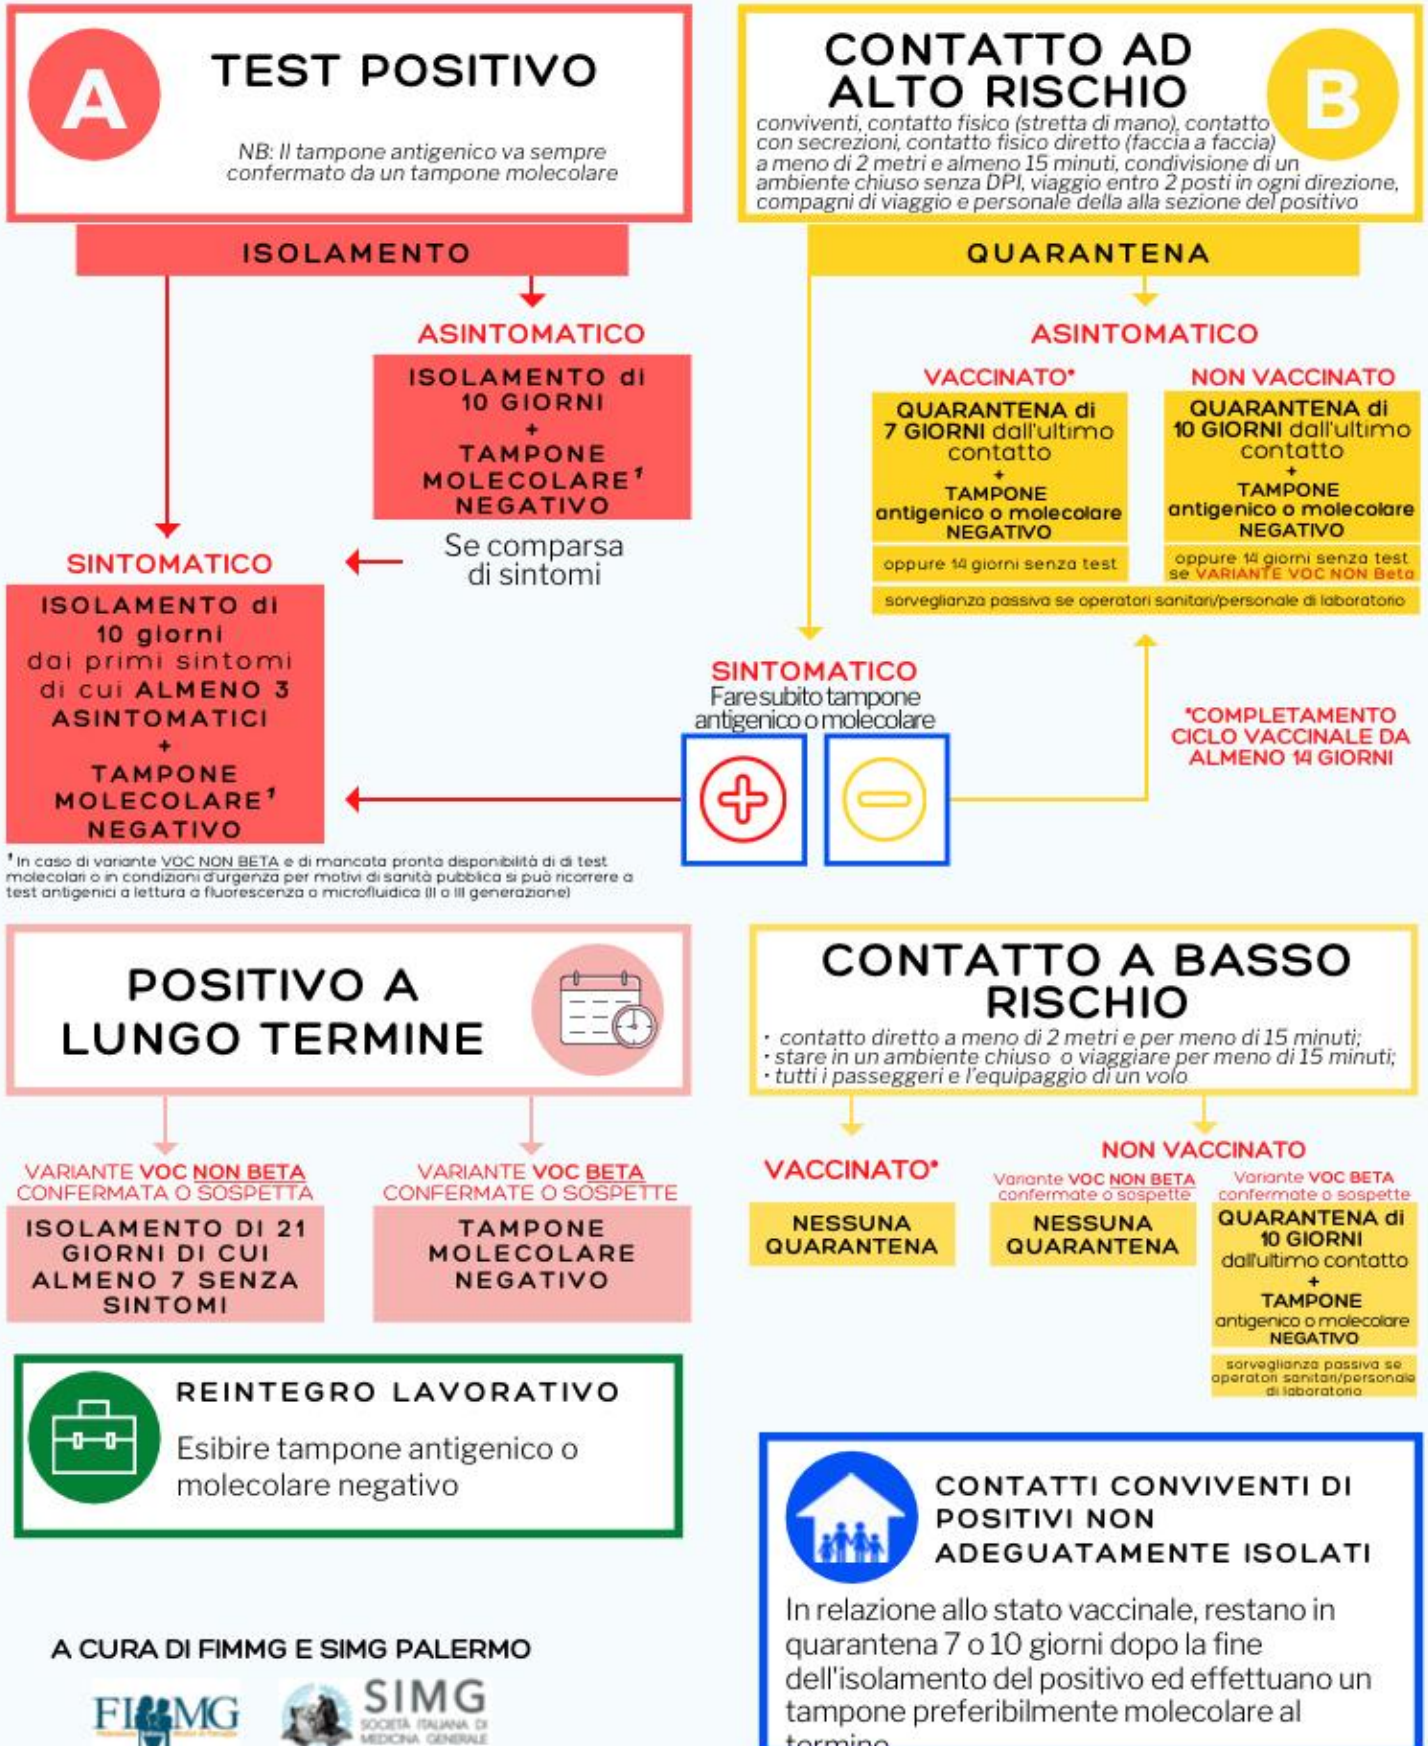 A
TEST POSITIVO
NB: Il tampone antigenico va sempre
confermato da un tampone molecolare
ISOLAMENTO
ASINTOMATICO
ISOLAMENTO di
10 GIORNI
+
TAMPONE
MOLECOLARE¹
NEGATIVO
Se comparsa
di sintomi
SINTOMATICO
ISOLAMENTO di
10 giorni
dai primi sintomi
di cui ALMENO 3
ASINTOMATICI
+
TAMPONE
MOLECOLARE¹
NEGATIVO
¹ In caso di variante VOC NON BETA e di mancata pronta disponibilità di di test
molecolari o in condizioni d'urgenza per motivi di sanità pubblica si può ricorrere a
test antigenici a lettura a fluorescenza o microfluidica (II o III generazione)
CONTATTO AD
ALTO RISCHIO
B
conviventi, contatto fisico (stretta di mano), contatto
con secrezioni, contatto fisico diretto (faccia a faccia)
a meno di 2 metri e almeno 15 minuti, condivisione di un
ambiente chiuso senza DPI, viaggio entro 2 posti in ogni direzione,
compagni di viaggio e personale della alla sezione del positivo
QUARANTENA
ASINTOMATICO
VACCINATO*
QUARANTENA di
7 GIORNI dall'ultimo
contatto
+
TAMPONE
antigenico o molecolare
NEGATIVO
oppure 14 giorni senza test
NON VACCINATO
QUARANTENA di
10 GIORNI dall'ultimo
contatto
+
TAMPONE
antigenico o molecolare
NEGATIVO
oppure 14 giorni senza test
se VARIANTE VOC NON Beta
sorveglianza passiva se operatori sanitari/personale di laboratorio
SINTOMATICO
Fare subito tampone
antigenico o molecolare
*COMPLETAMENTO
CICLO VACCINALE DA
ALMENO 14 GIORNI
POSITIVO A
LUNGO TERMINE
VARIANTE VOC NON BETA
CONFERMATA O SOSPETTA
ISOLAMENTO DI 21
GIORNI DI CUI
ALMENO 7 SENZA
SINTOMI
VARIANTE VOC BETA
CONFERMATE O SOSPETTE
TAMPONE
MOLECOLARE
NEGATIVO
CONTATTO A BASSO
RISCHIO
· contatto diretto a meno di 2 metri e per meno di 15 minuti;
· stare in un ambiente chiuso o viaggiare per meno di 15 minuti;
· tutti i passeggeri e l'equipaggio di un volo
VACCINATO*
NESSUNA
QUARANTENA
NON VACCINATO
Variante VOC NON BETA
confermate o sospette
NESSUNA
QUARANTENA
Variante VOC BETA
confermate o sospette
QUARANTENA di
10 GIORNI
dall'ultimo contatto
+
TAMPONE
antigenico o molecolare
NEGATIVO
sorveglianza passiva se
operatori sanitari/personale
di laboratorio
REINTEGRO LAVORATIVO
Esibire tampone antigenico o
molecolare negativo
CONTATTI CONVIVENTI DI
POSITIVI NON
ADEGUATAMENTE ISOLATI
In relazione allo stato vaccinale, restano in
quarantena 7 o 10 giorni dopo la fine
dell'isolamento del positivo ed effettuano un
tampone preferibilmente molecolare al
termine
A CURA DI FIMMG E SIMG PALERMO
FIMMG
SIMG
SOCIETÀ ITALIANA DI
MEDICINA GENERALE